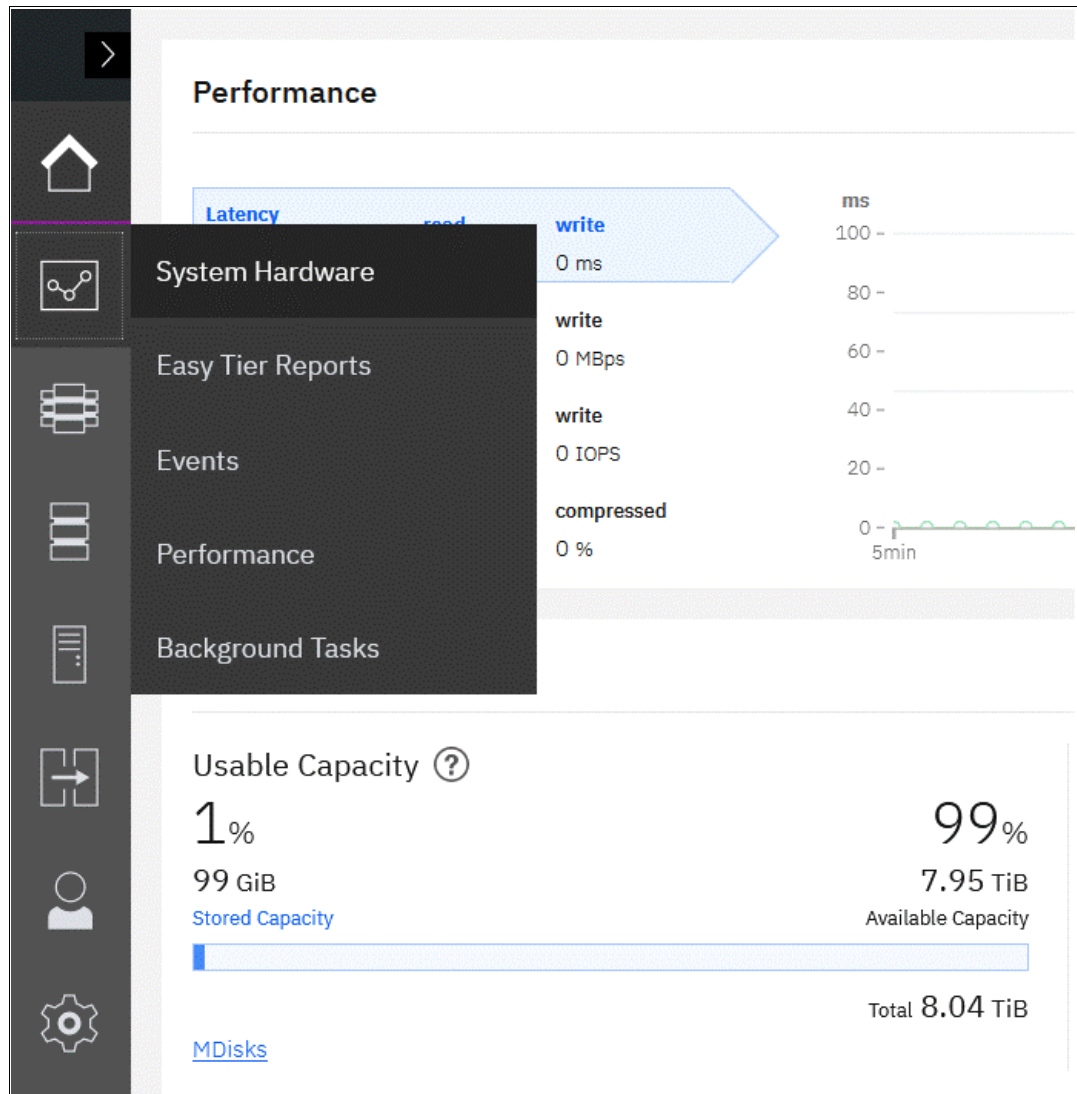 Performance
Latency read write
0 ms
write
0 MBps
write
0 IOPS
compressed
0 %
ms
100
80
60
40
20
0
5min
System Hardware
Easy Tier Reports
Events
Performance
Background Tasks
Usable Capacity ?
1% 99%
99 GiB 7.95 TiB
Stored Capacity Available Capacity
Total 8.04 TiB
MDisks